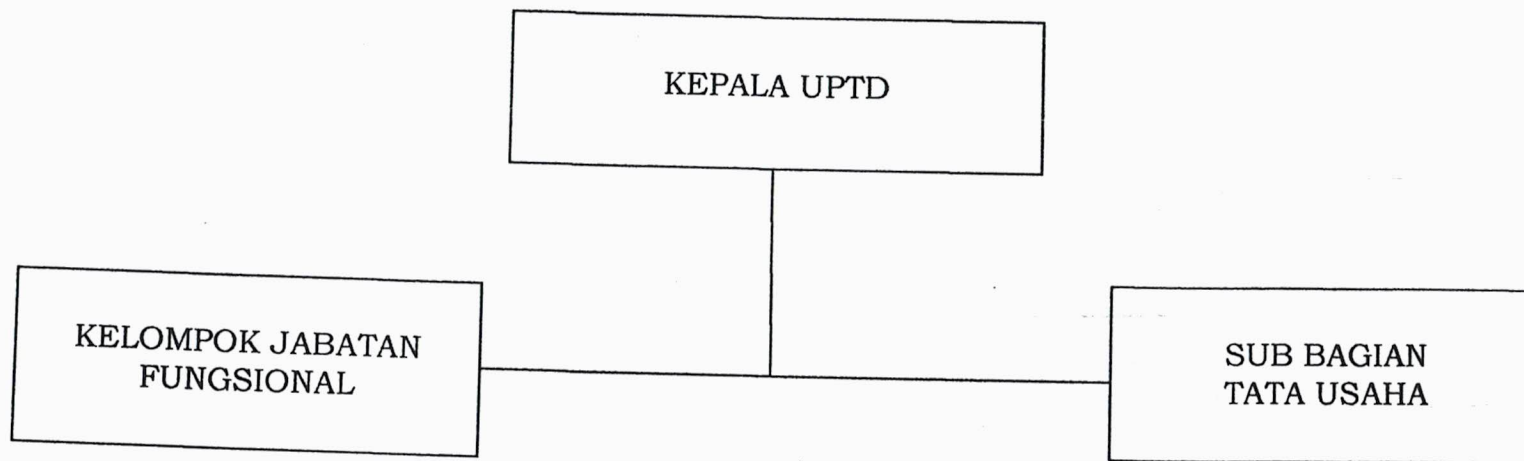 KEPALA UPTD
KELOMPOK JABATAN
FUNGSIONAL
SUB BAGIAN
TATA USAHA